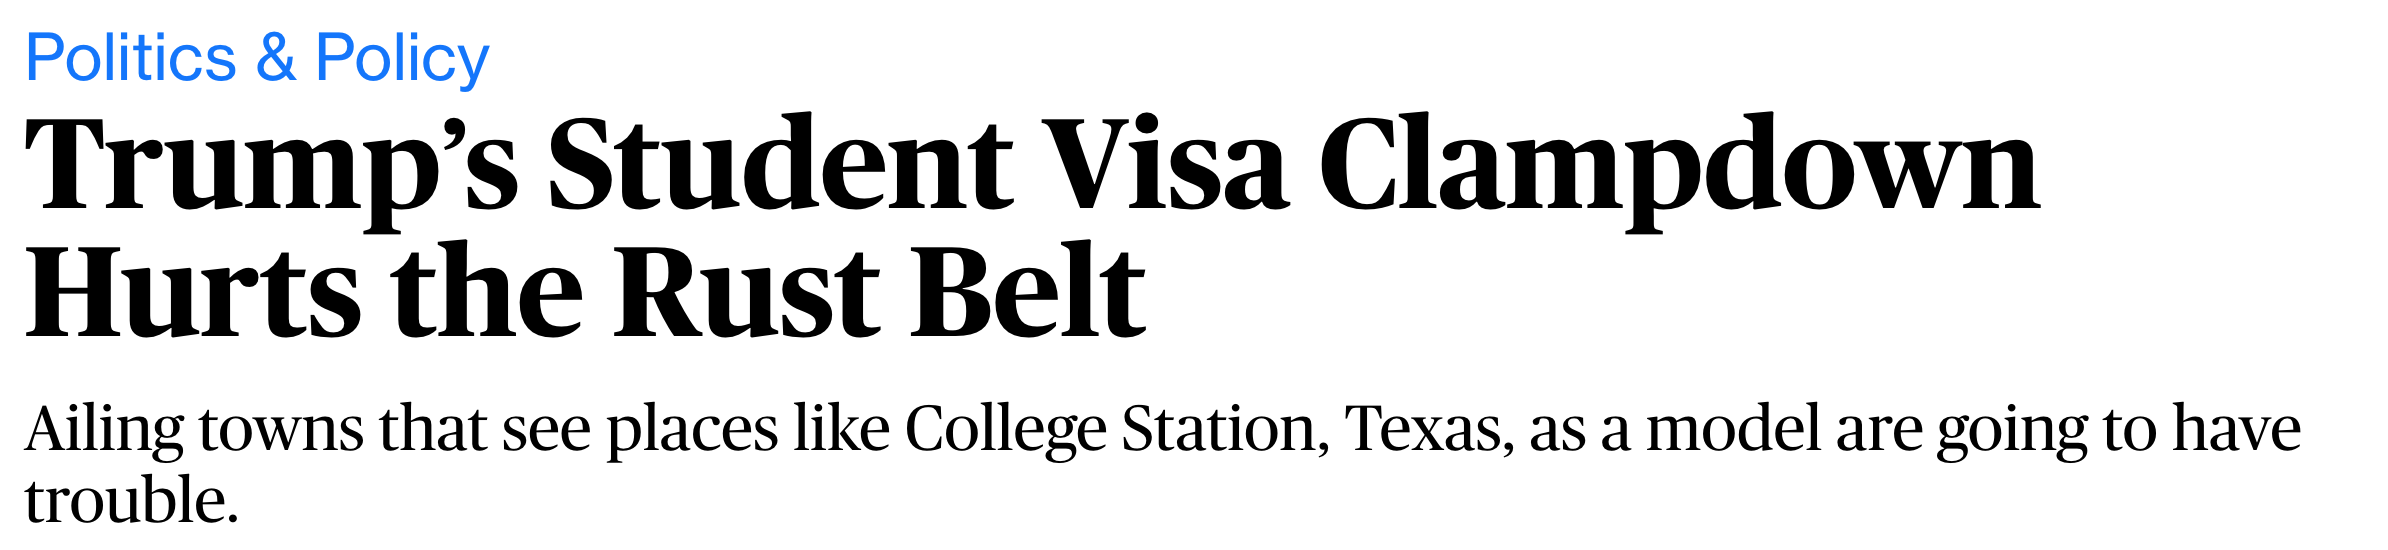 Politics & Policy
Trump’s Student Visa Clampdown
Hurts the Rust Belt
Ailing towns that see places like College Station, Texas, as a model are going to have
trouble.